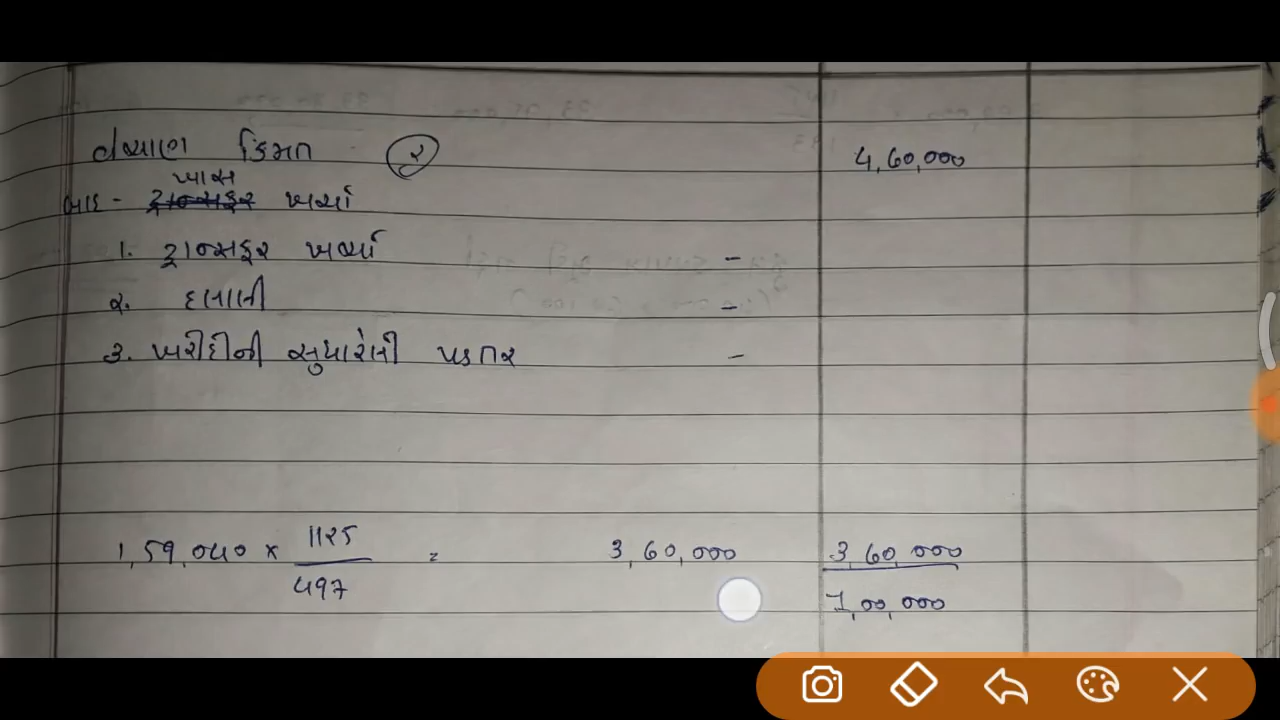 વેચાણ કિંમત (૨) 4,60,000
ખાસ
બાદ - ટ્રાન્સફર ખર્ચા
1. ટ્રાન્સફર ખર્ચા -
૨. દલાલી -
૩. ખરીદીની સુધારેલી પડતર -
1,59,040 × 1125 / 497 = 3,60,000 3,60,000
1,00,000